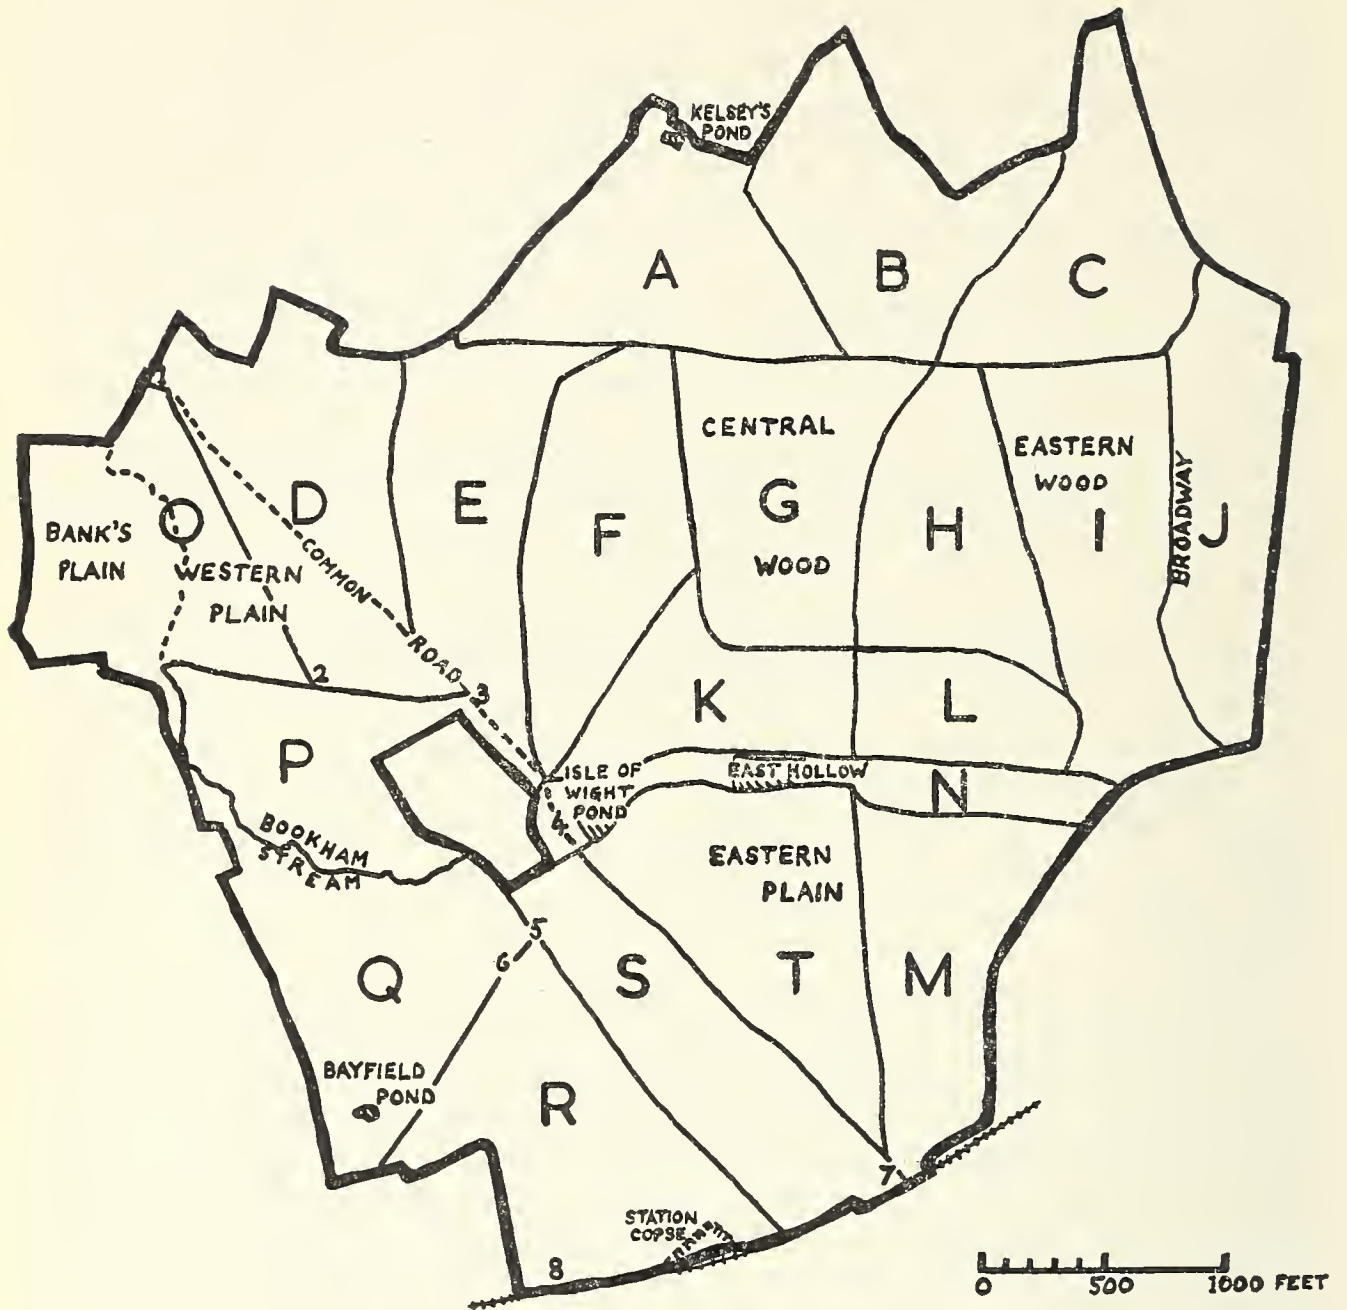 KELSEY'S
POND
A
B
C
1
CENTRAL
WOOD
EASTERN
WOOD
D
E
F
G
H
I
J
BROADWAY
O
BANK'S
PLAIN
WESTERN
PLAIN
COMMON
ROAD
2
3
K
L
P
ISLE OF
WIGHT
POND
4
EAST HOLLOW
N
BOOKHAM
STREAM
EASTERN
PLAIN
5
6
Q
S
T
M
BAYFIELD
POND
R
7
STATION
COPSE
8
0 500 1000 FEET